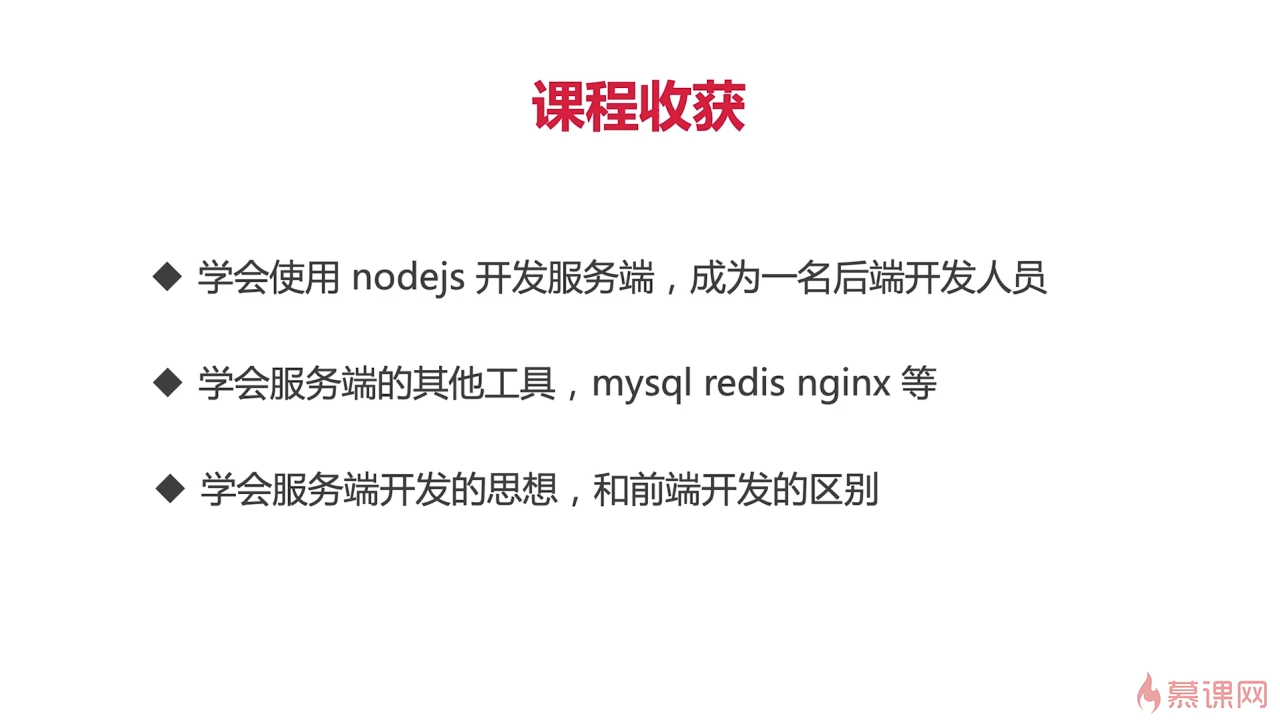 课程收获
◆ 学会使用 nodejs 开发服务端，成为一名后端开发人员
◆ 学会服务端的其他工具，mysql redis nginx 等
◆ 学会服务端开发的思想，和前端开发的区别
慕课网